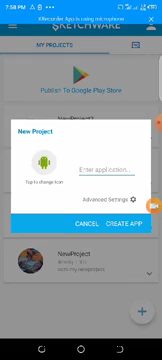 7:58 PM
XRecorder App is using microphone
SKETCHWARE
MY PROJECTS
Publish To Google Play Store
New Project
Enter application...
Tap to change icon
Advanced Settings
CANCEL CREATE APP
NewProject